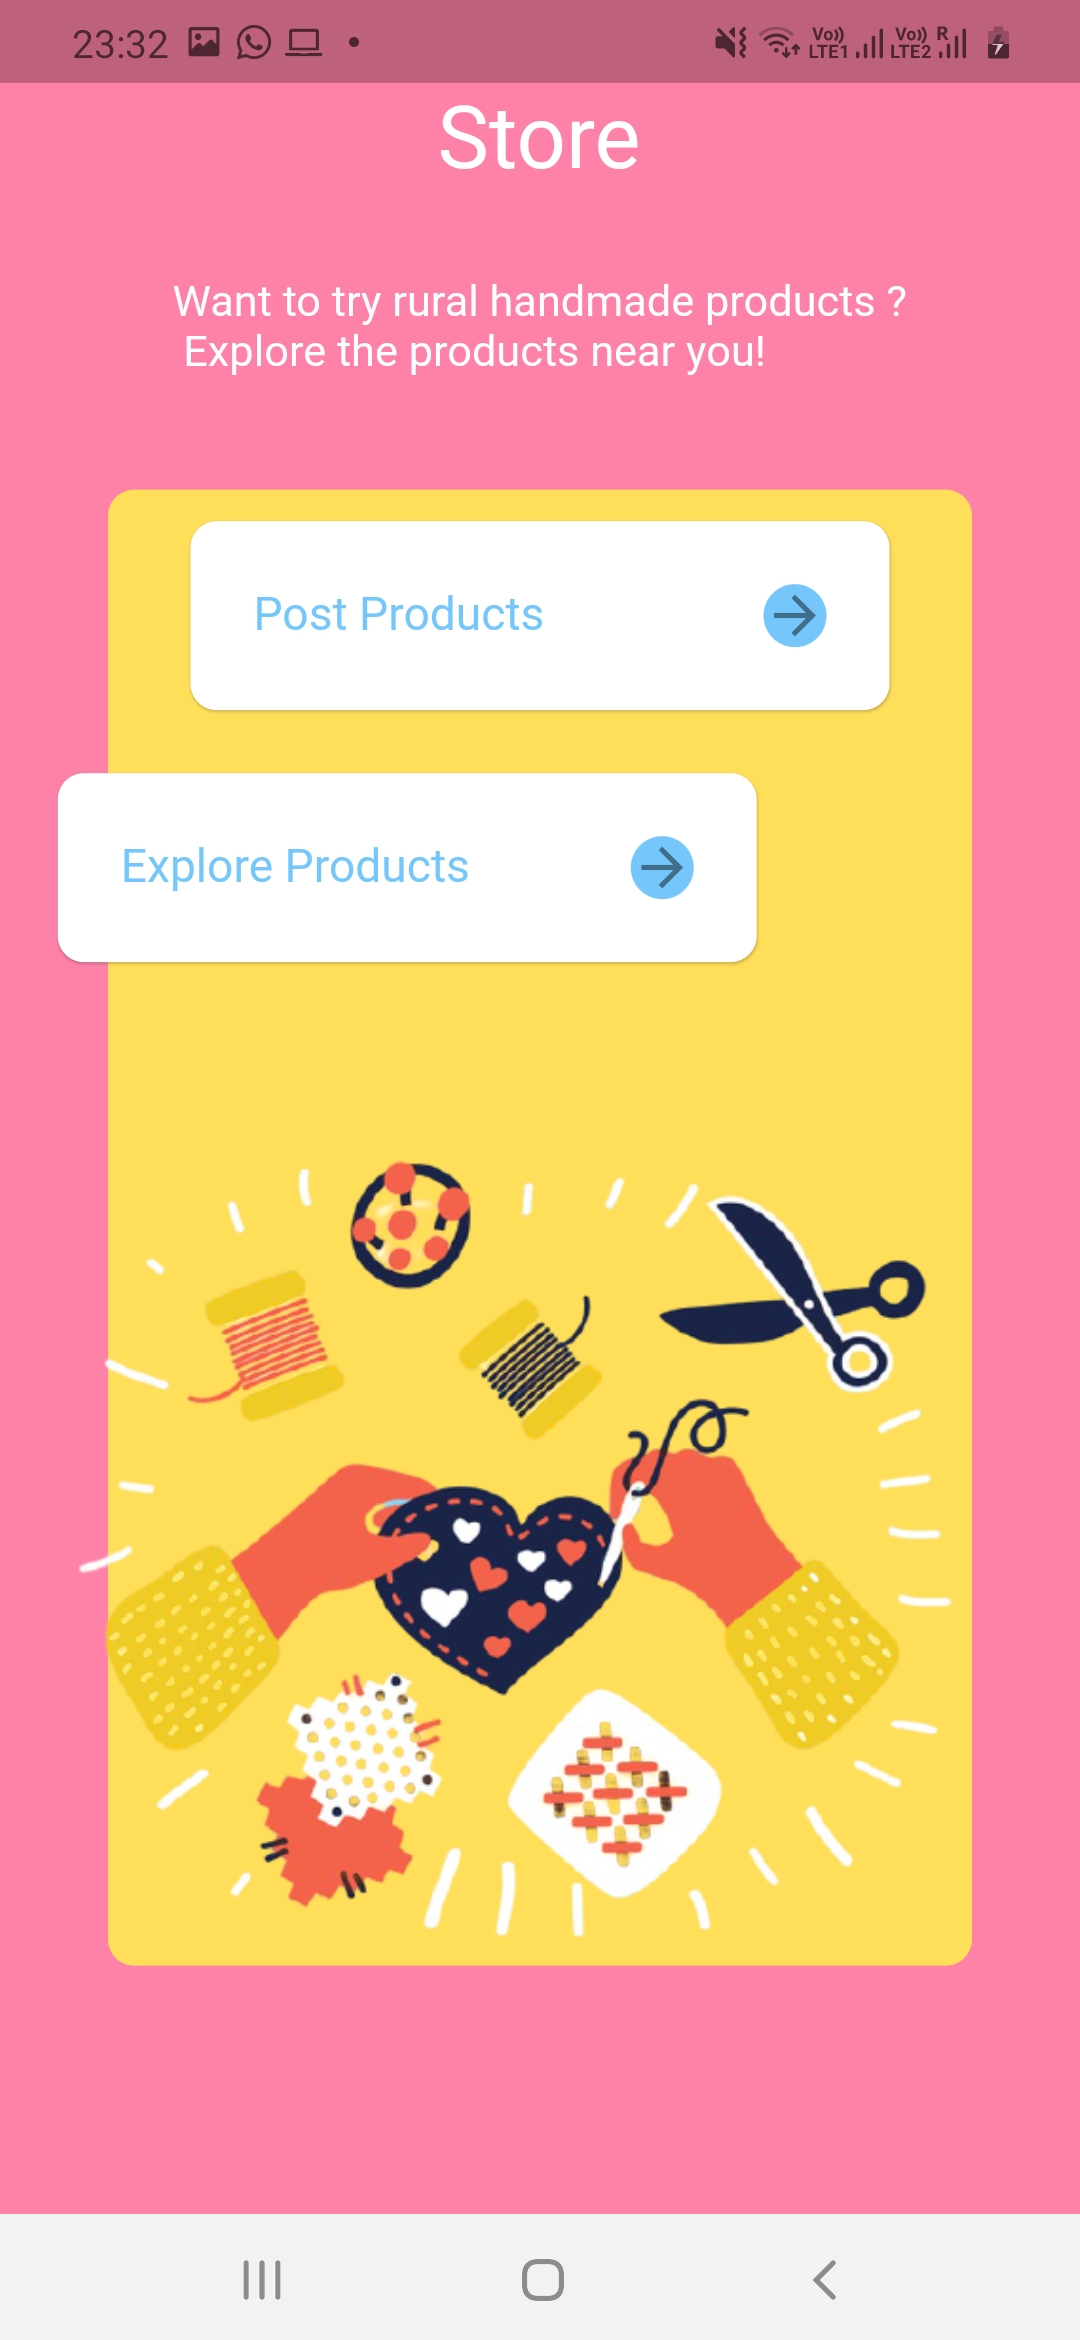 23:32 Vo)) LTE1 Vo)) LTE2 R
Store
Want to try rural handmade products ?
Explore the products near you!
Post Products
Explore Products